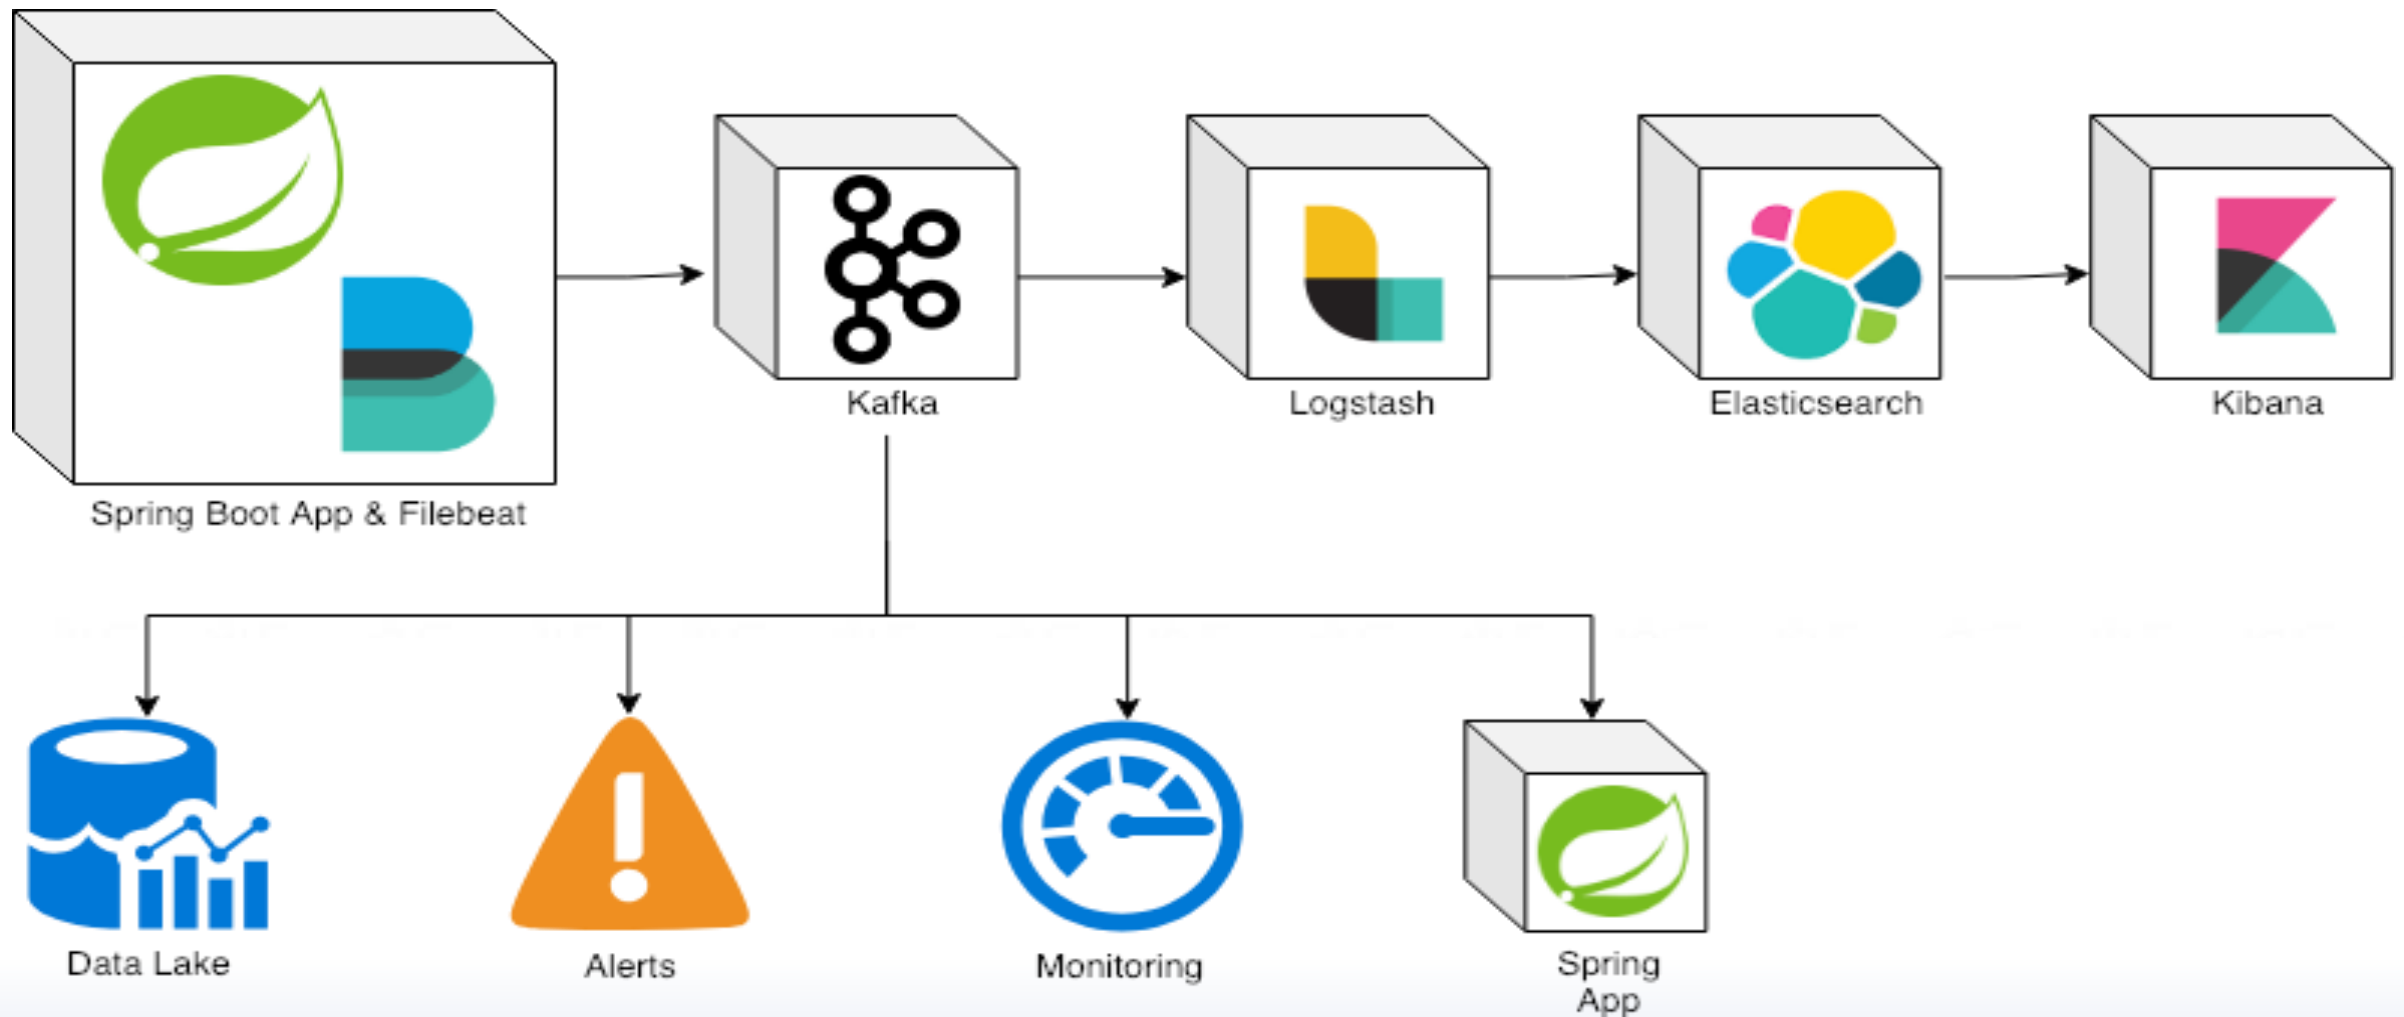 Kafka
Logstash
Elasticsearch
Kibana
Spring Boot App & Filebeat
Data Lake
Alerts
Monitoring
Spring
App